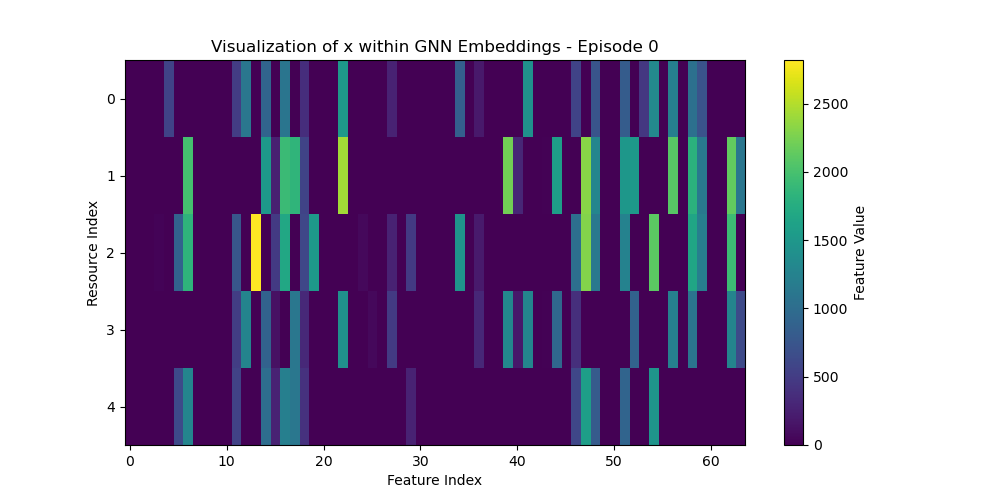 Visualization of x within GNN Embeddings - Episode 0
Resource Index
0
1
2
3
4
0 10 20 30 40 50 60
Feature Index
2500
2000
1500
1000
500
0
Feature Value